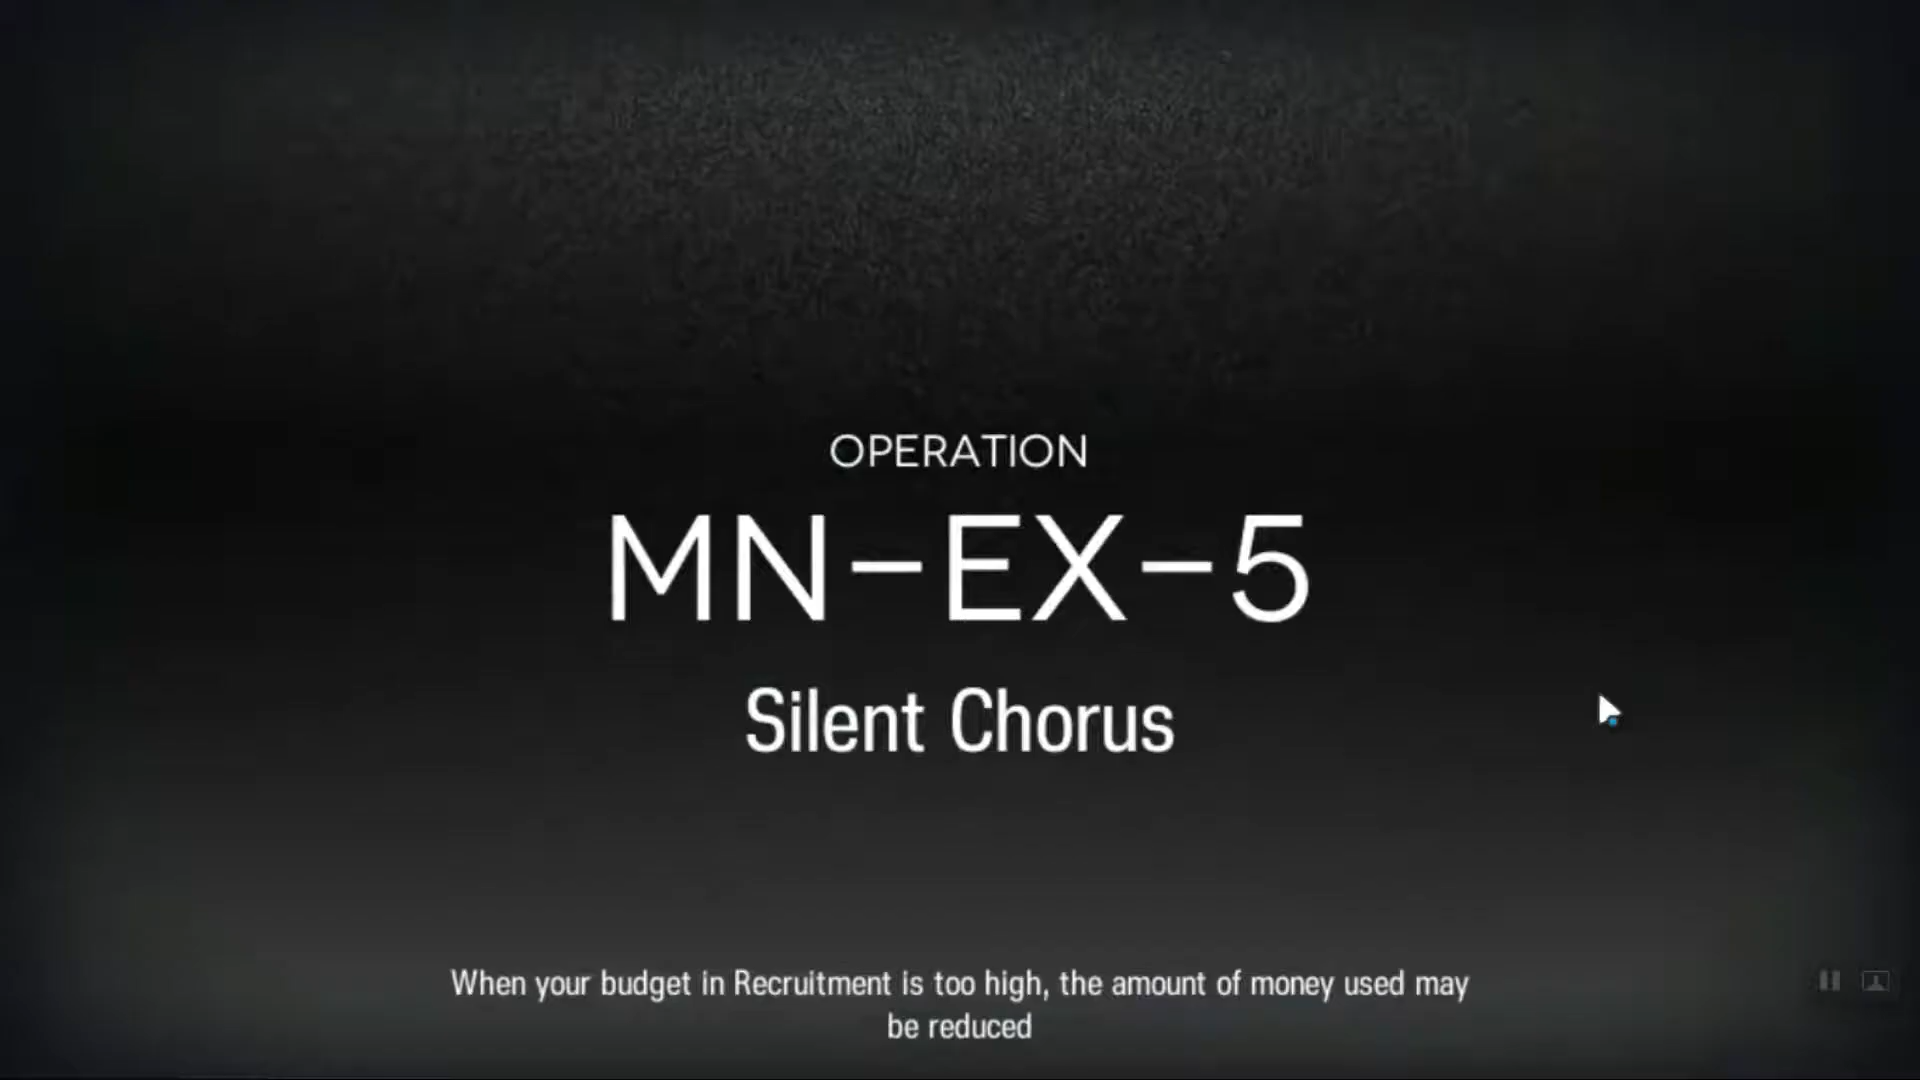 OPERATION
MN-EX-5
Silent Chorus
When your budget in Recruitment is too high, the amount of money used may
be reduced